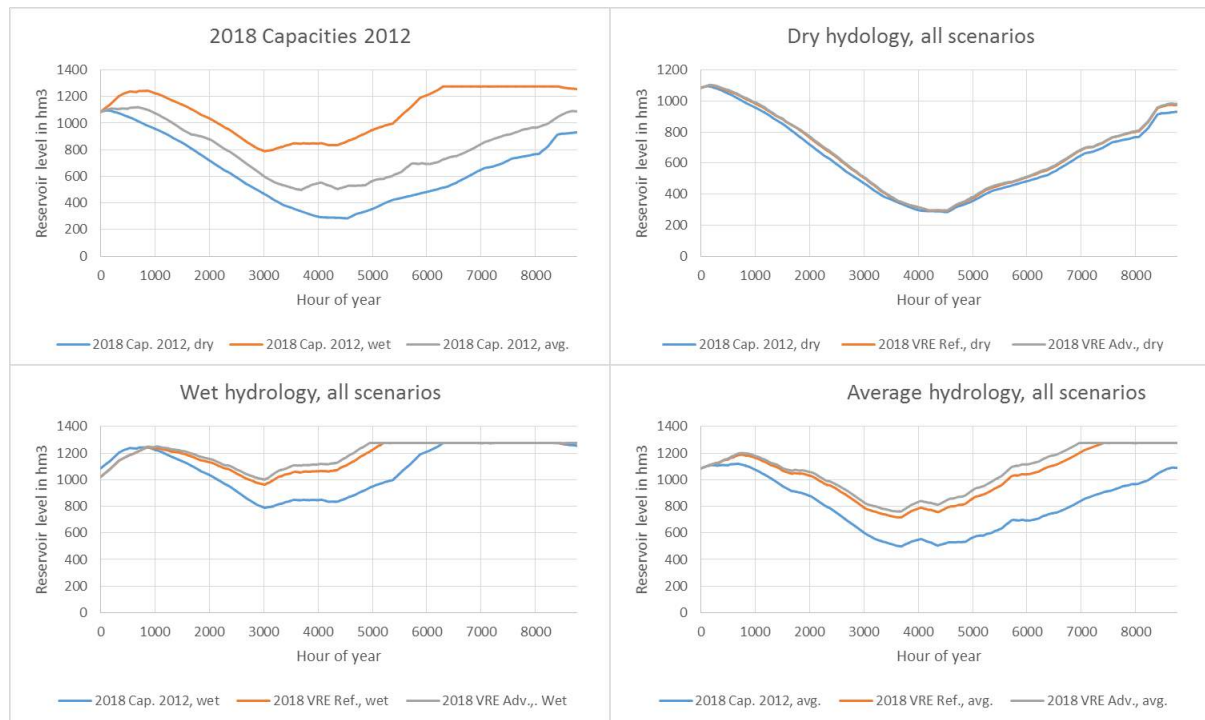 2018 Capacities 2012
1400
1200
1000
800
600
400
200
0
Reservoir level in hm3
0 1000 2000 3000 4000 5000 6000 7000 8000
Hour of year
2018 Cap. 2012, dry 2018 Cap. 2012, wet 2018 Cap. 2012, avg.
Dry hydology, all scenarios
1200
1000
800
600
400
200
0
Reservoir level in hm3
0 1000 2000 3000 4000 5000 6000 7000 8000
Hour of year
2018 Cap. 2012, dry 2018 VRE Ref., dry 2018 VRE Adv., dry
Wet hydrology, all scenarios
1400
1200
1000
800
600
400
200
0
Reservoir level in hm3
0 1000 2000 3000 4000 5000 6000 7000 8000
Hour of year
2018 Cap. 2012, wet 2018 VRE Ref., wet 2018 VRE Adv.,. Wet
Average hydrology, all scenarios
1400
1200
1000
800
600
400
200
0
Reservoir level in hm3
0 1000 2000 3000 4000 5000 6000 7000 8000
Hour of year
2018 Cap. 2012, avg. 2018 VRE Ref., avg. 2018 VRE Adv., avg.